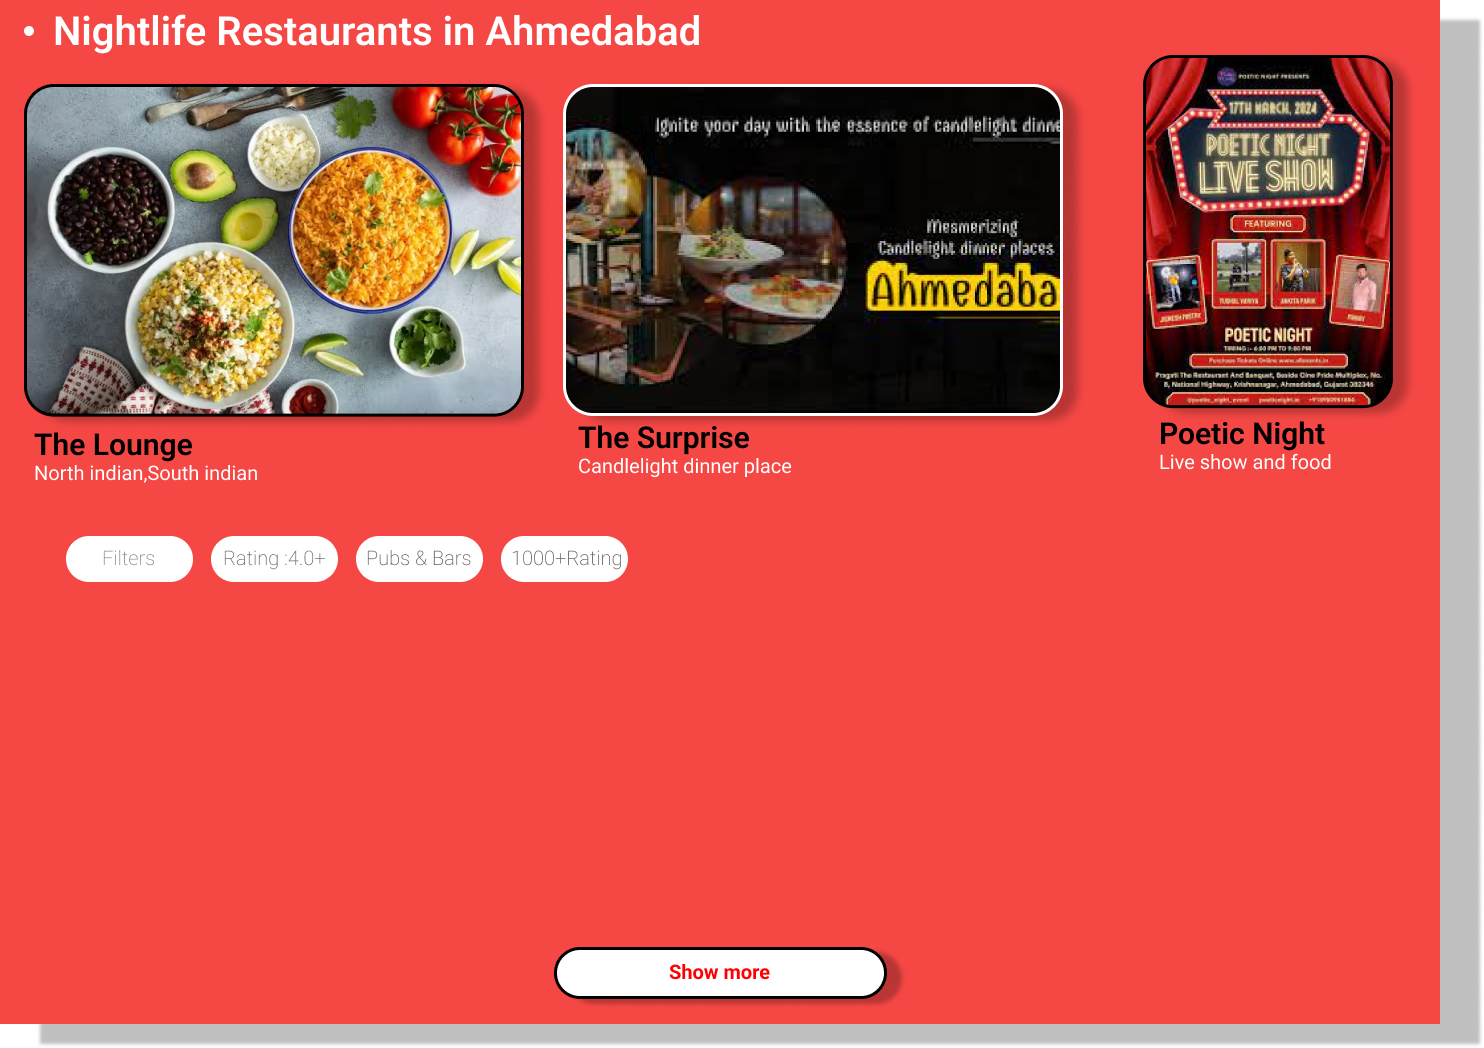 • Nightlife Restaurants in Ahmedabad
Ignite your day with the essence of candlelight dinne
Mesmerizing
Candlelight dinner places
Ahmedaba
POETIC NIGHT PRESENTS
17TH MARCH, 2024
POETIC NIGHT
LIVE SHOW
FEATURING
POETIC NIGHT
TIMING :- 6:00 PM TO 9:00 PM
Purchase Tickets Online www.allevents.in
Pragati The Restaurant And Banquet, Beside Cine Pride Multiplex, No.
8, National Highway, Krishnanagar, Ahmedabad, Gujarat 382346
@poetic_night_event poeticnight.in
The Lounge
North indian,South indian
The Surprise
Candlelight dinner place
Poetic Night
Live show and food
Filters
Rating :4.0+
Pubs & Bars
1000+Rating
Show more